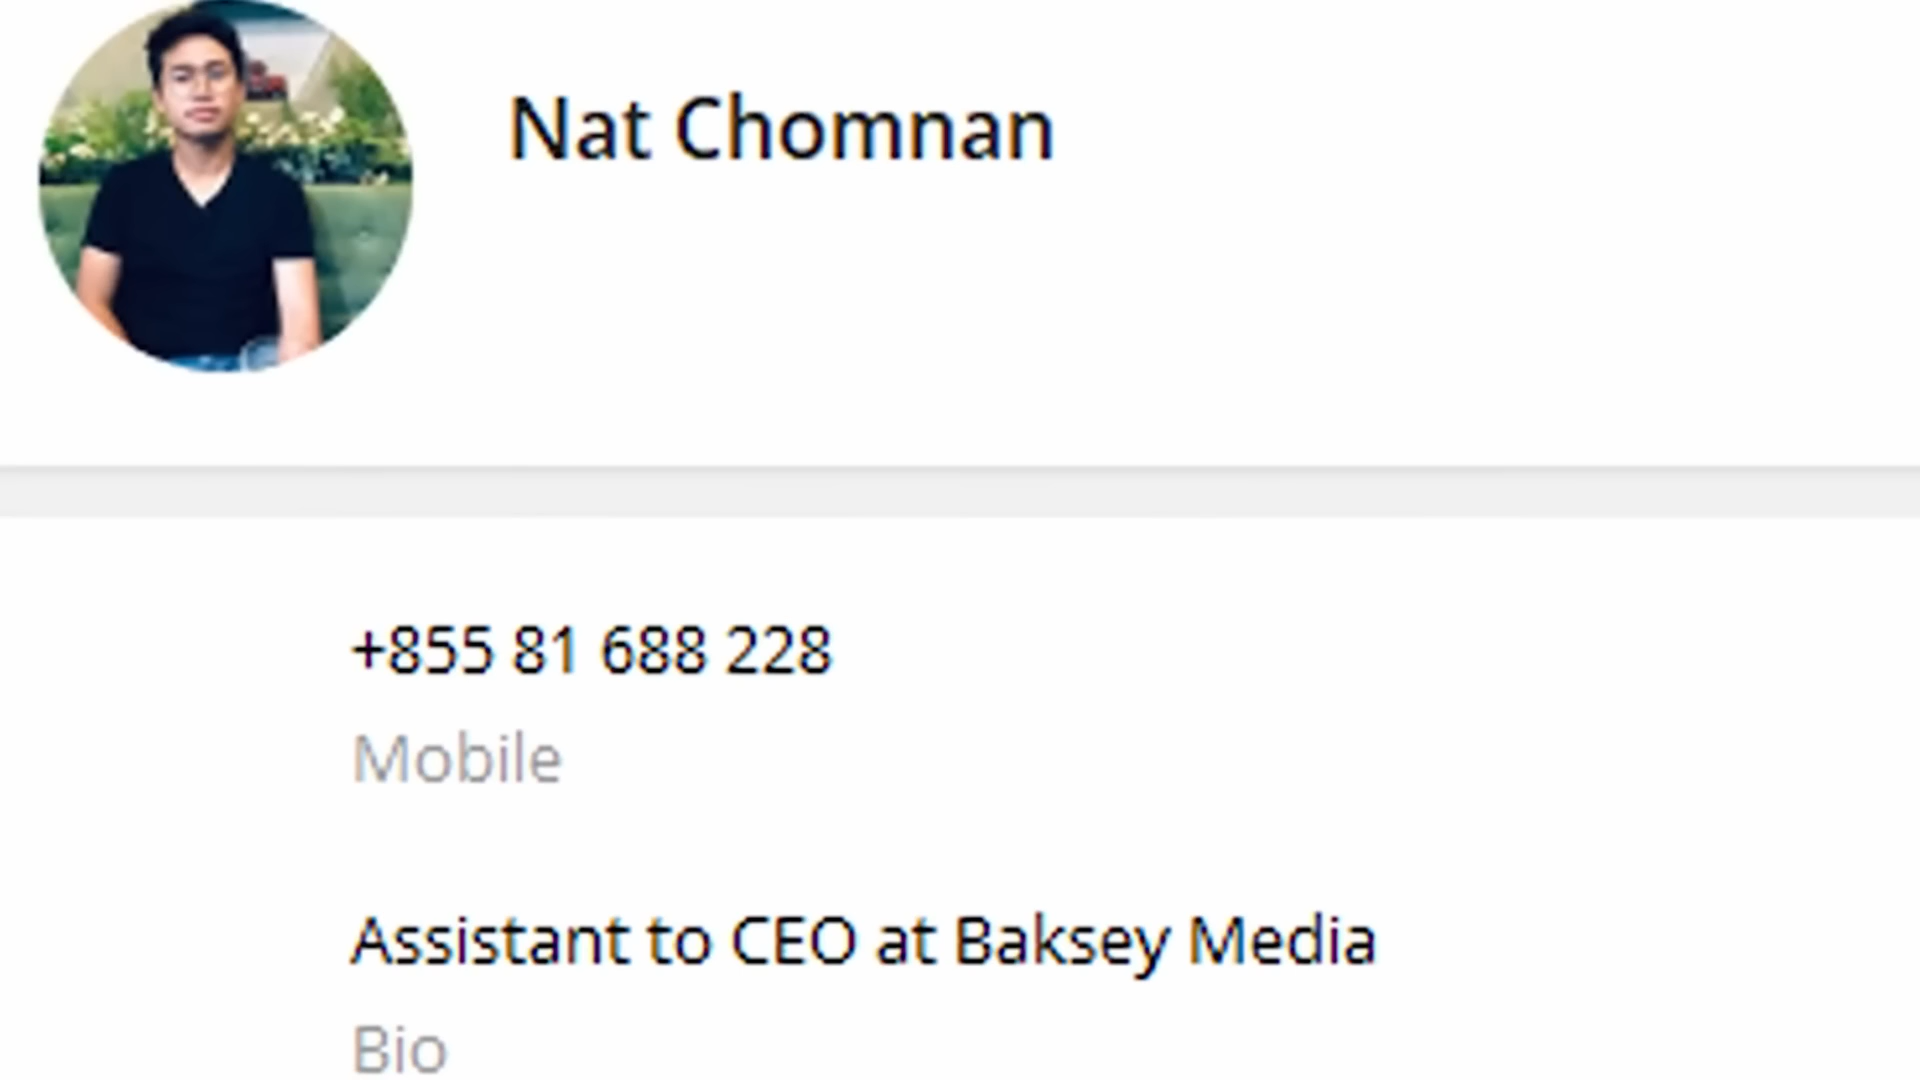 Nat Chomnan
+855 81 688 228
Mobile
Assistant to CEO at Baksey Media
Bio